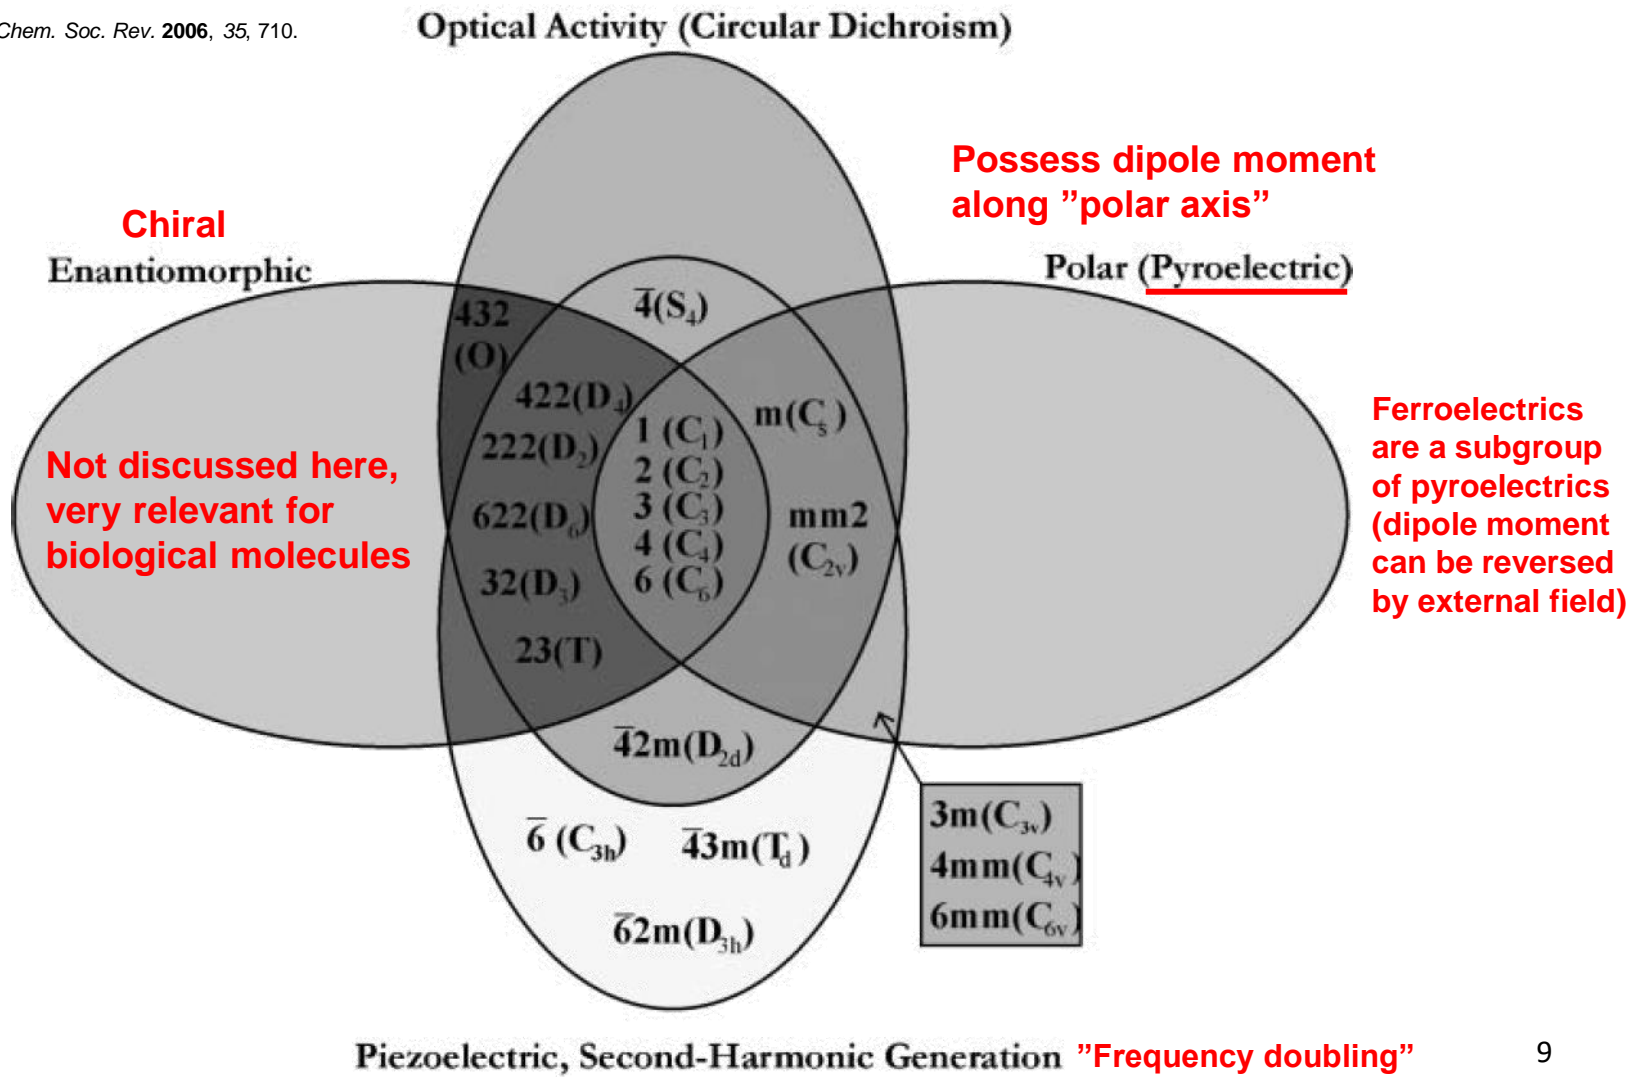 Chem. Soc. Rev. 2006, 35, 710.
Optical Activity (Circular Dichroism)
Possess dipole moment
along ”polar axis”
Chiral
Enantiomorphic
Polar (Pyroelectric)
432
(O)
4̅(S₄)
422(D₄)
222(D₂)
622(D₆)
32(D₃)
23(T)
1 (C₁)
2 (C₂)
3 (C₃)
4 (C₄)
6 (C₆)
m(Cₛ)
mm2
(C₂ᵥ)
Not discussed here,
very relevant for
biological molecules
Ferroelectrics
are a subgroup
of pyroelectrics
(dipole moment
can be reversed
by external field)
4̅2m(D2d)
6̅ (C3h)
4̅3m(Td)
6̅2m(D3h)
3m(C₃ᵥ)
4mm(C₄ᵥ)
6mm(C₆ᵥ)
Piezoelectric, Second-Harmonic Generation ”Frequency doubling”
9